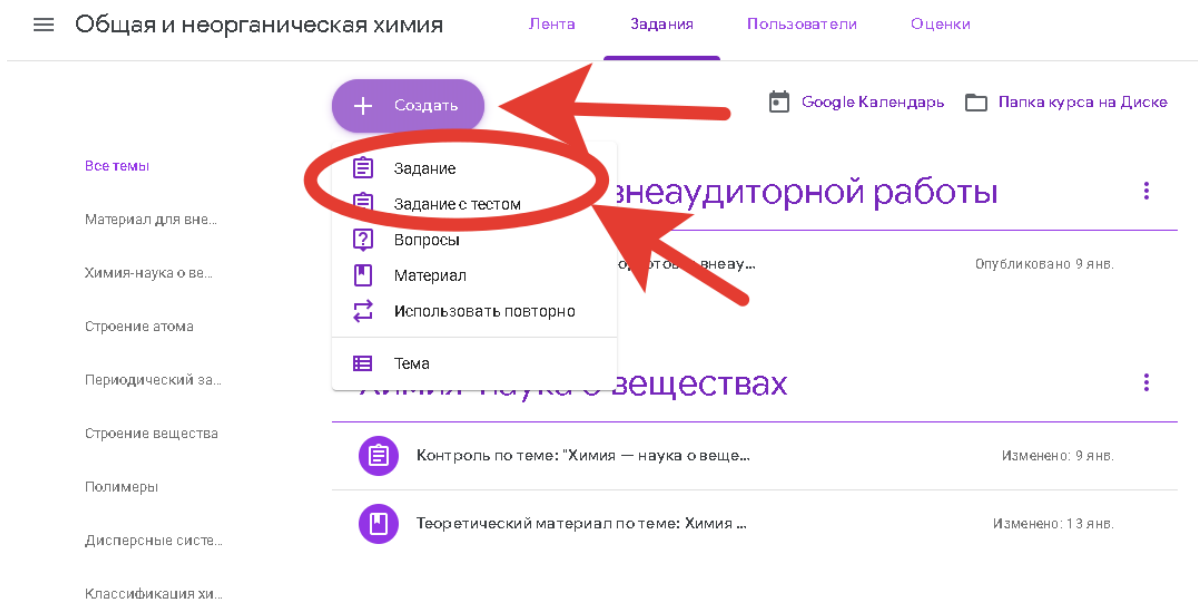 Общая и неорганическая химия
Лента Задания Пользователи Оценки
Создать
Google Календарь Папка курса на Диске
Все темы
Материал для вне...
Химия-наука о ве...
Строение атома
Периодический за...
Строение вещества
Полимеры
Дисперсные систе...
Классификация хи...
Задание
Задание с тестом
Вопросы
Материал
Использовать повторно
Тема
внеаудиторной работы
внеау... Опубликовано 9 янв.
Химия-наука о веществах
Контроль по теме: "Химия — наука о веще... Изменено: 9 янв.
Теоретический материал по теме: Химия ... Изменено: 13 янв.